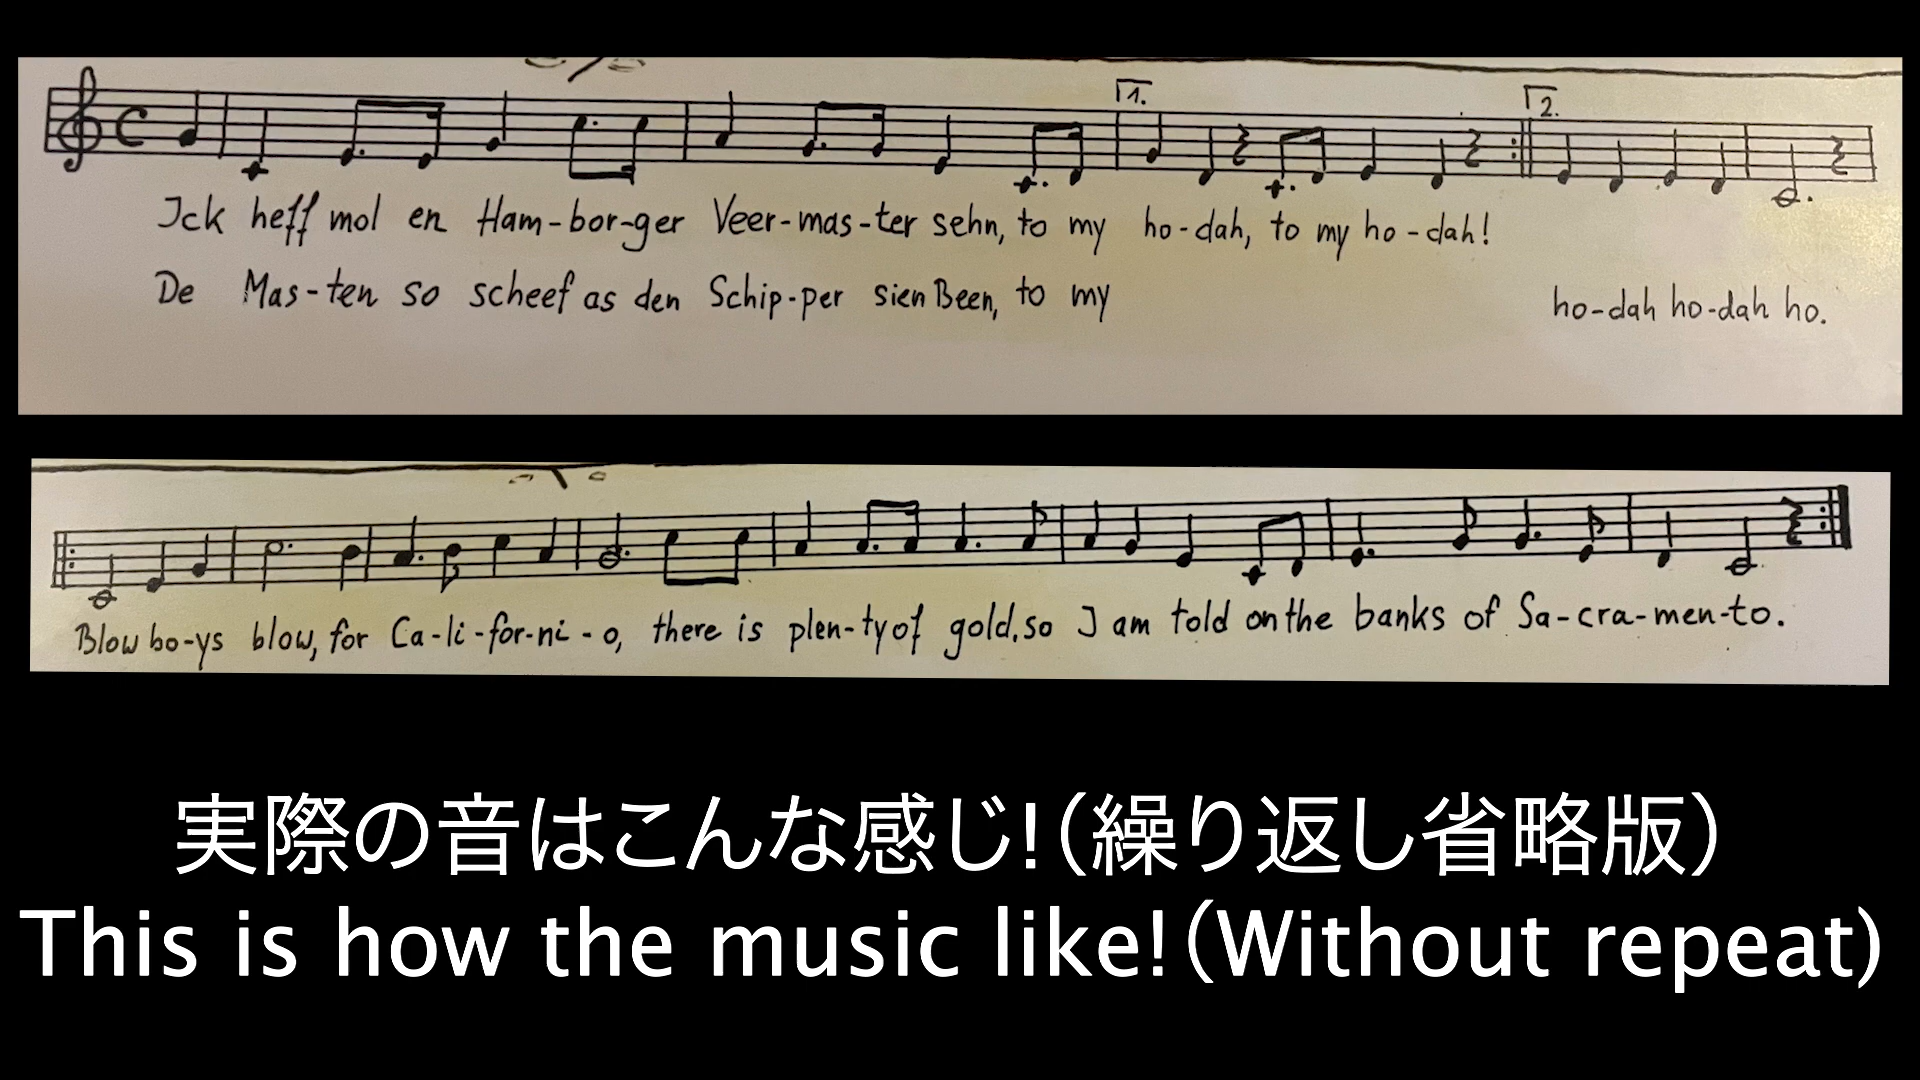 1.
2.
Ick heff mol en Ham-bor-ger Veer-mas-ter sehn, to my ho-dah, to my ho-dah!
De Mas-ten so scheef as den Schip-per sien Been, to my ho-dah ho-dah ho.
Blow bo-ys blow, for Ca-li-for-ni-o, there is plen-ty of gold, so I am told on the banks of Sa-cra-men-to.
実際の音はこんな感じ!（繰り返し省略版）
This is how the music like!（Without repeat)